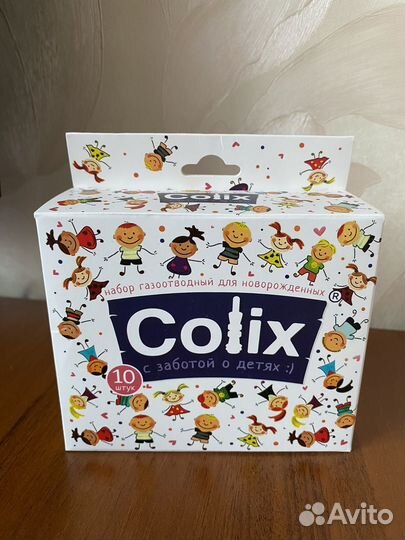 Colix
набор газоотводный для новорожденных
®
Colix
с заботой о детях :)
10
штук
Avito